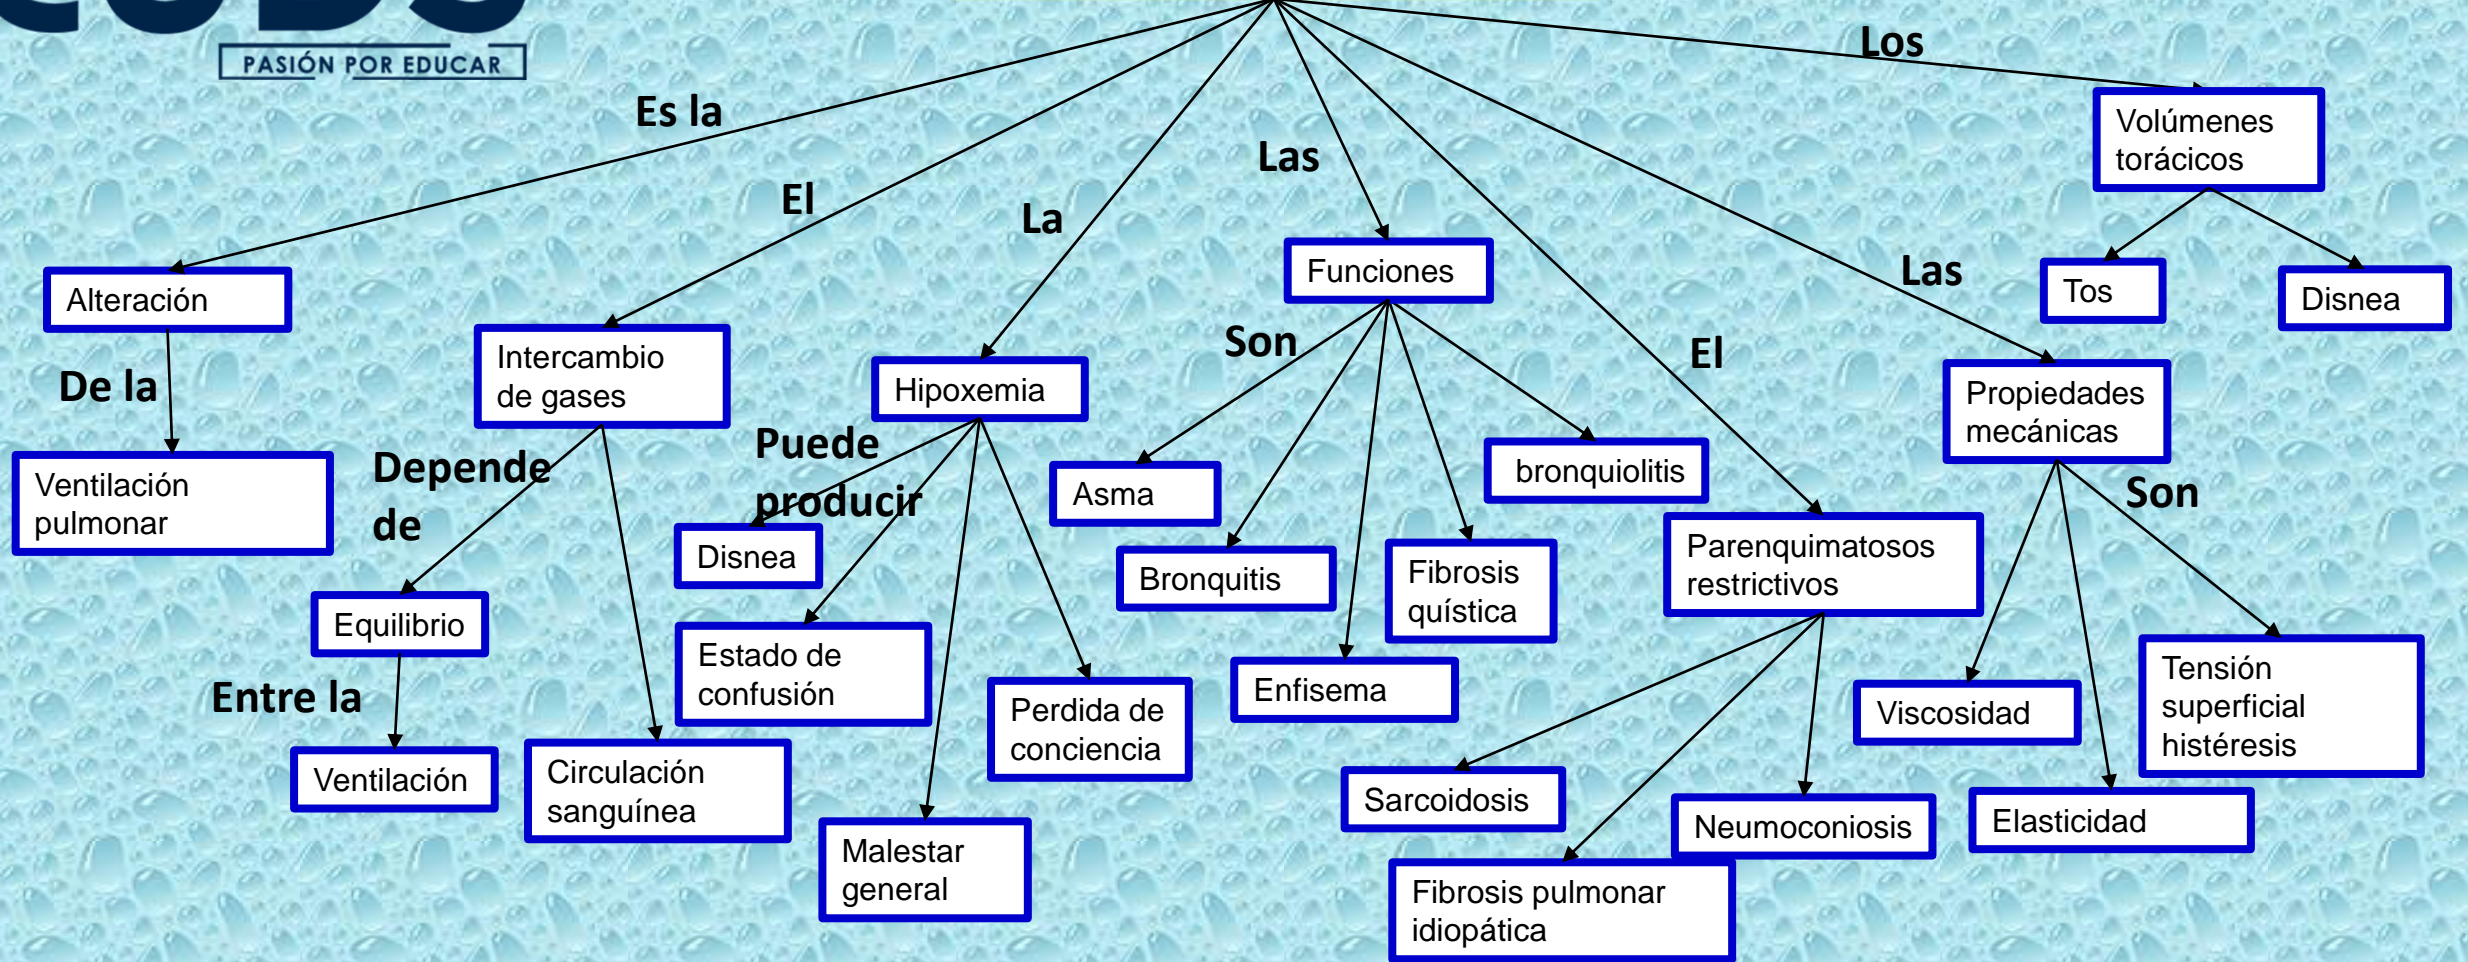 PASIÓN POR EDUCAR
Los
Es la
Volúmenes
torácicos
Las
El
La
Funciones
Las
Tos
Disnea
Alteración
Son
El
Intercambio
de gases
Hipoxemia
De la
Propiedades
mecánicas
Puede
producir
Depende
de
bronquiolitis
Asma
Son
Ventilación
pulmonar
Disnea
Bronquitis
Fibrosis
quística
Parenquimatosos
restrictivos
Equilibrio
Estado de
confusión
Enfisema
Perdida de
conciencia
Viscosidad
Tensión
superficial
histéresis
Entre la
Ventilación
Circulación
sanguínea
Sarcoidosis
Neumoconiosis
Elasticidad
Malestar
general
Fibrosis pulmonar
idiopática